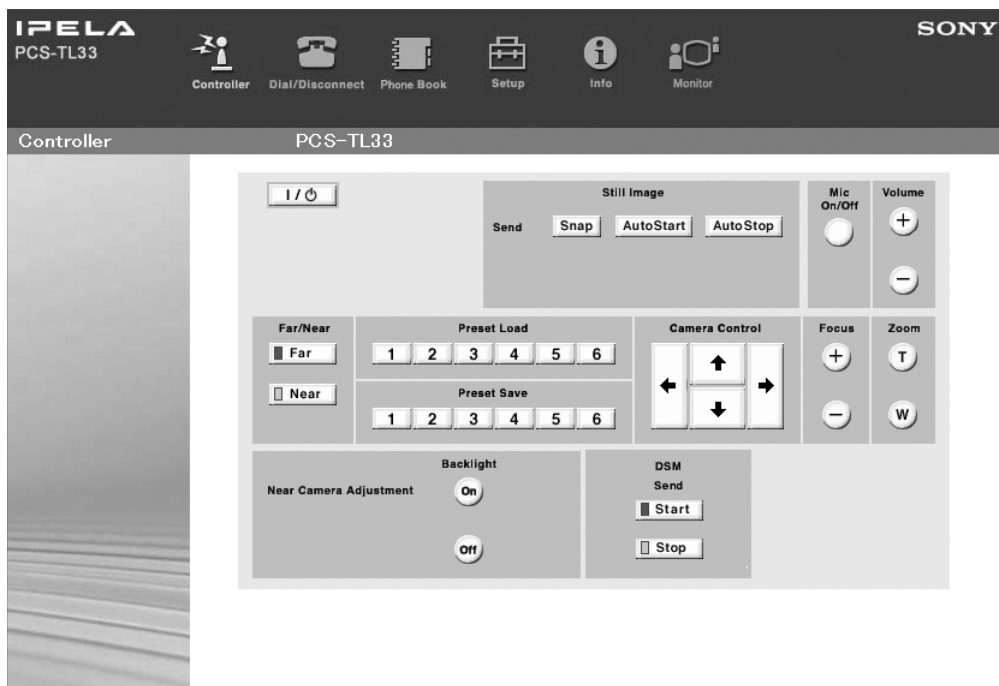 IPELA
PCS-TL33
SONY
Controller Dial/Disconnect Phone Book Setup Info Monitor
Controller PCS-TL33
I / ⏻
Still Image
Send Snap AutoStart AutoStop
Mic
On/Off
Volume
+
−
Far/Near
Far
Near
Preset Load
1 2 3 4 5 6
Preset Save
1 2 3 4 5 6
Camera Control
Focus
+
−
Zoom
T
W
Backlight
Near Camera Adjustment On
Off
DSM
Send
Start
Stop